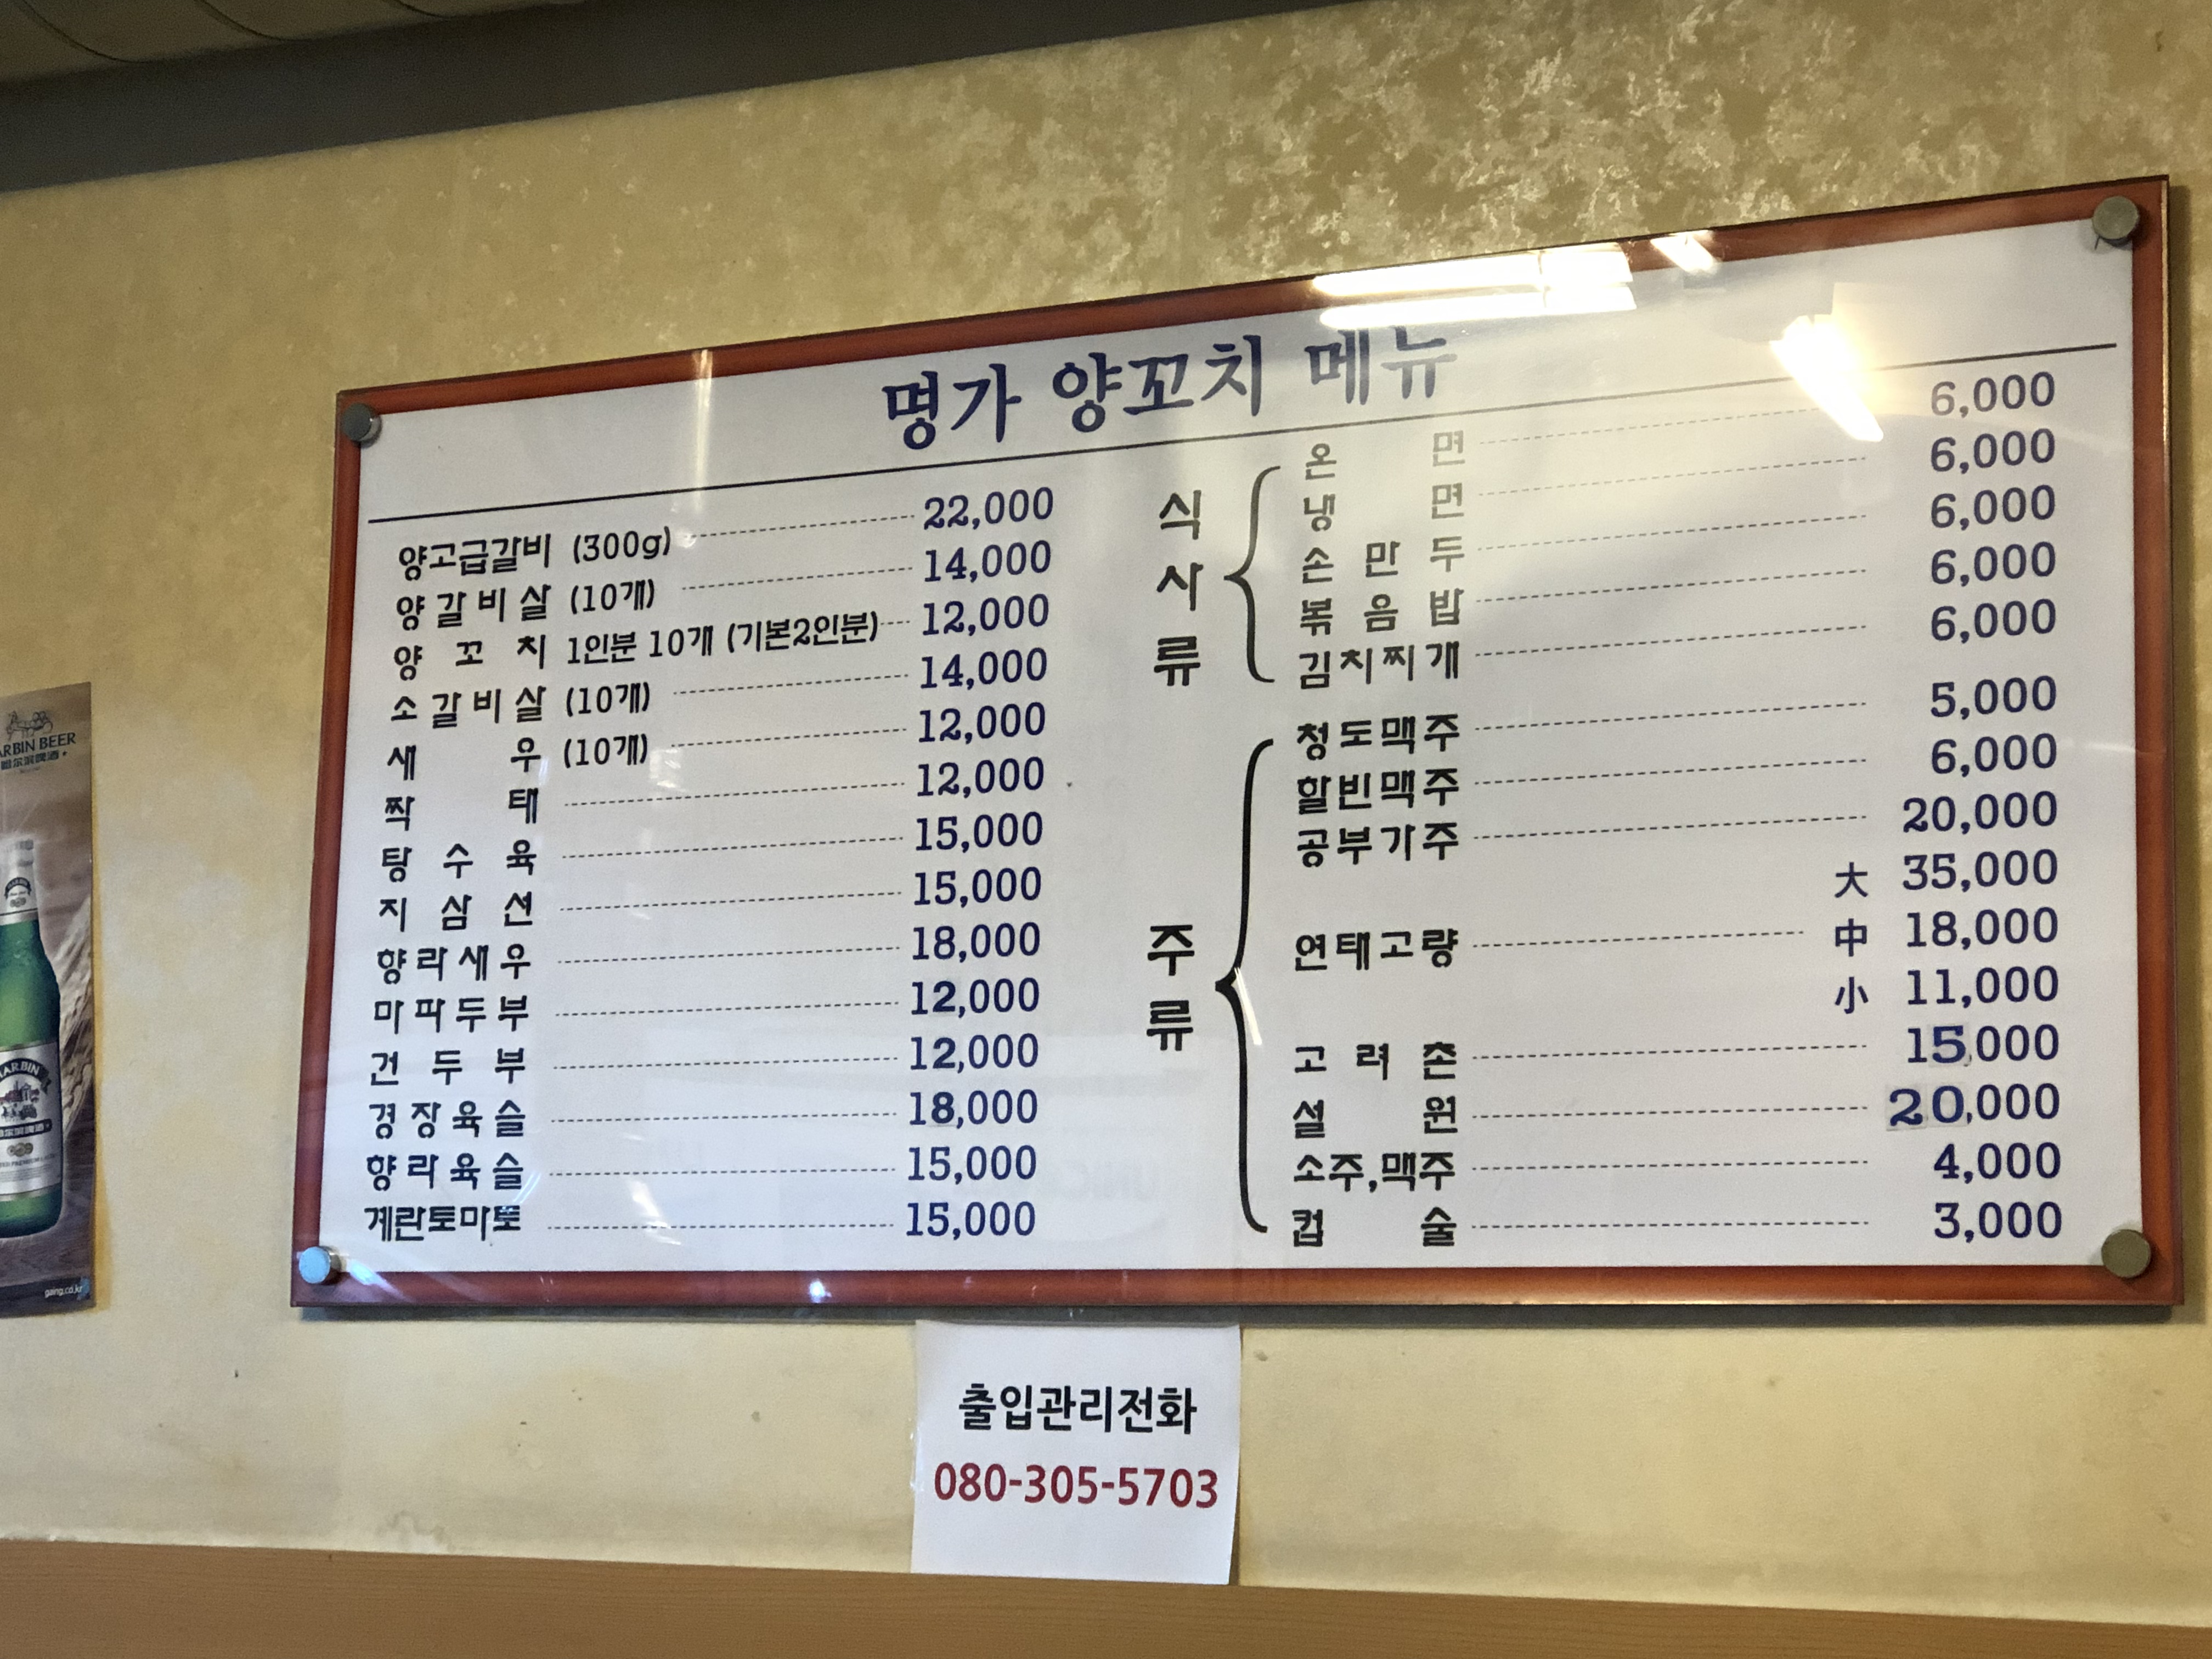 명가 양꼬치 메뉴
양고급갈비 (300g) 22,000
양갈비살 (10개) 14,000
양꼬치 1인분 10개 (기본2인분) 12,000
소갈비살 (10개) 14,000
새우 (10개) 12,000
짝태 12,000
탕수육 15,000
지삼선 15,000
향라새우 18,000
마파두부 12,000
건두부 12,000
경장육슬 18,000
향라육슬 15,000
계란토마토 15,000
식사류
온면 6,000
냉면 6,000
손만두 6,000
볶음밥 6,000
김치찌개 6,000
주류
청도맥주 5,000
할빈맥주 6,000
공부가주 20,000
연태고량 大 35,000
中 18,000
小 11,000
고려촌 15,000
설원 20,000
소주,맥주 4,000
컵술 3,000
출입관리전화
080-305-5703
BEER
HARBIN